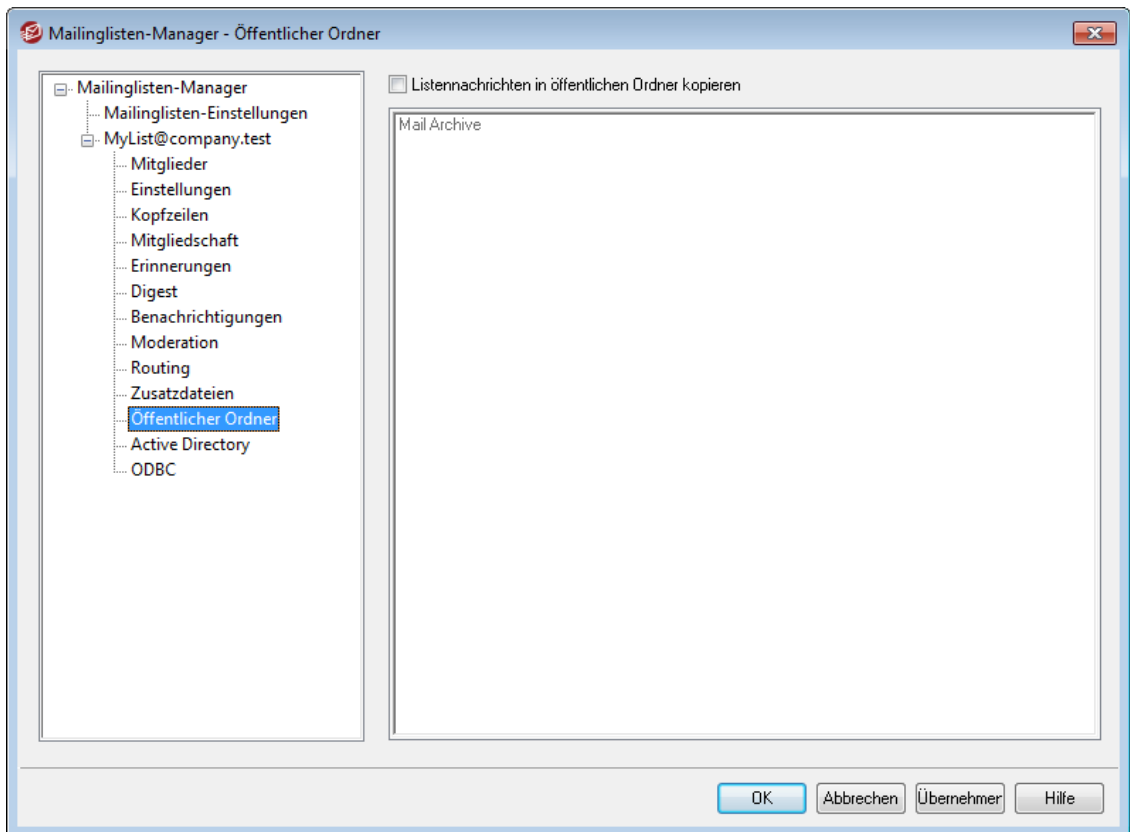 Mailinglisten-Manager - Öffentlicher Ordner
Mailinglisten-Manager
Mailinglisten-Einstellungen
MyList@company.test
Mitglieder
Einstellungen
Kopfzeilen
Mitgliedschaft
Erinnerungen
Digest
Benachrichtigungen
Moderation
Routing
Zusatzdateien
Öffentlicher Ordner
Active Directory
ODBC
Listennachrichten in öffentlichen Ordner kopieren
Mail Archive
OK
Abbrechen
Übernehmer
Hilfe